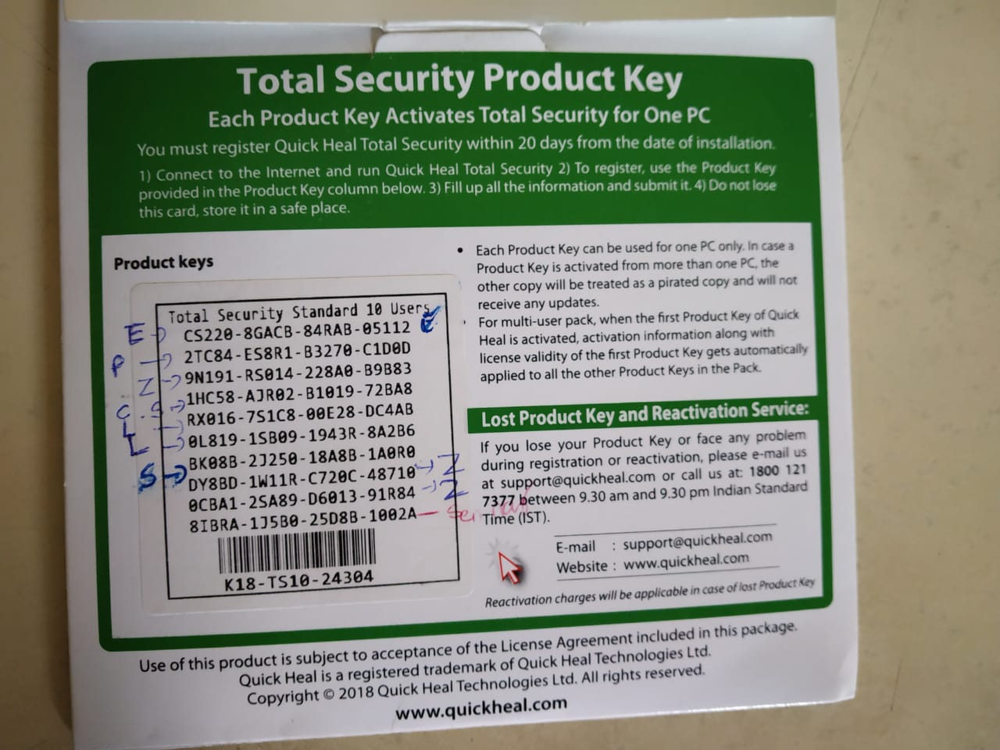 Total Security Product Key
Each Product Key Activates Total Security for One PC
You must register Quick Heal Total Security within 20 days from the date of installation.
1) Connect to the Internet and run Quick Heal Total Security 2) To register, use the Product Key
provided in the Product Key column below. 3) Fill up all the information and submit it. 4) Do not lose
this card, store it in a safe place.
Product keys
Total Security Standard 10 Users
E CS220-8GACB-84RAB-05112
P 2TC84-ES8R1-B3270-C1D0D
Z 9N191-RS014-228A0-B9B83
C.S 1HC58-AJR02-B1019-72BA8
L RX016-7S1C8-00E28-DC4AB
L 0L819-1SB09-1943R-8A2B6
S BK08B-2J250-18A8B-1A0R0
DY8BD-1W11R-C720C-48710 Z
0CBA1-2SA89-D6013-91R84 Z
8IBRA-1J5B0-25D8B-1002A
K18-TS10-24304
• Each Product Key can be used for one PC only. In case a
Product Key is activated from more than one PC, the
other copy will be treated as a pirated copy and will not
receive any updates.
• For multi-user pack, when the first Product Key of Quick
Heal is activated, activation information along with
license validity of the first Product Key gets automatically
applied to all the other Product Keys in the Pack.
Lost Product Key and Reactivation Service:
If you lose your Product Key or face any problem
during registration or reactivation, please e-mail us
at support@quickheal.com or call us at: 1800 121
7377 between 9.30 am and 9.30 pm Indian Standard
Time (IST).
E-mail : support@quickheal.com
Website : www.quickheal.com
Reactivation charges will be applicable in case of lost Product Key
Use of this product is subject to acceptance of the License Agreement included in this package.
Quick Heal is a registered trademark of Quick Heal Technologies Ltd.
Copyright © 2018 Quick Heal Technologies Ltd. All rights reserved.
www.quickheal.com